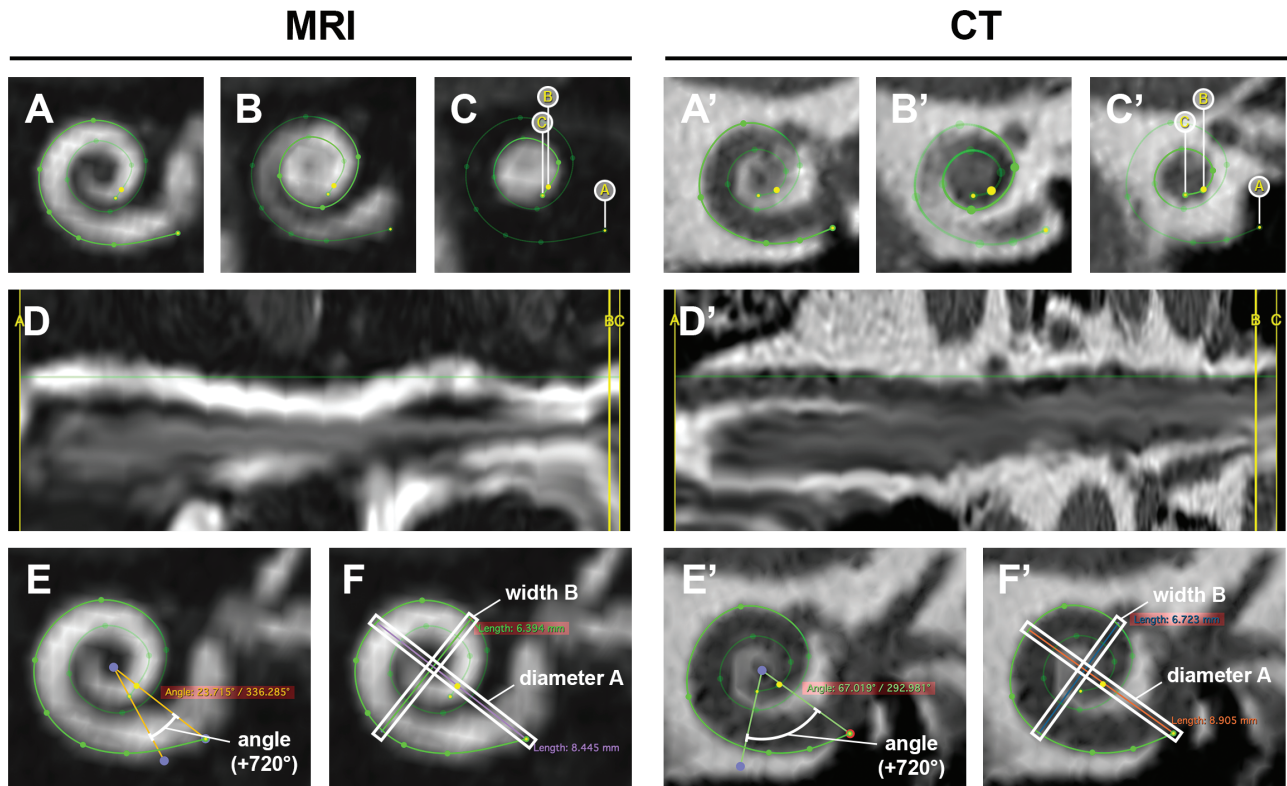 MRI
CT
A
B
C
B
C
A
A’
B’
C’
B
C
A
D
A
B
C
D’
A
B
C
E
Angle: 23.715° / 336.285°
angle
(+720°)
F
width B
Length: 6.394 mm
diameter A
Length: 8.445 mm
E’
Angle: 67.019° / 292.981°
angle
(+720°)
F’
width B
Length: 6.723 mm
diameter A
Length: 8.905 mm